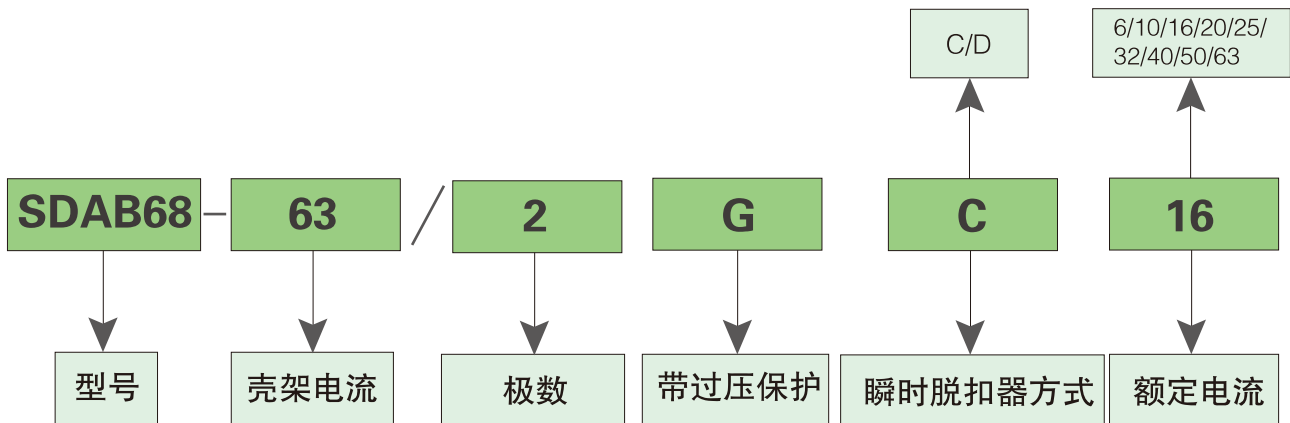 C/D
6/10/16/20/25/
32/40/50/63
SDAB68 - 63 / 2 G C 16
型号
壳架电流
极数
带过压保护
瞬时脱扣器方式
额定电流